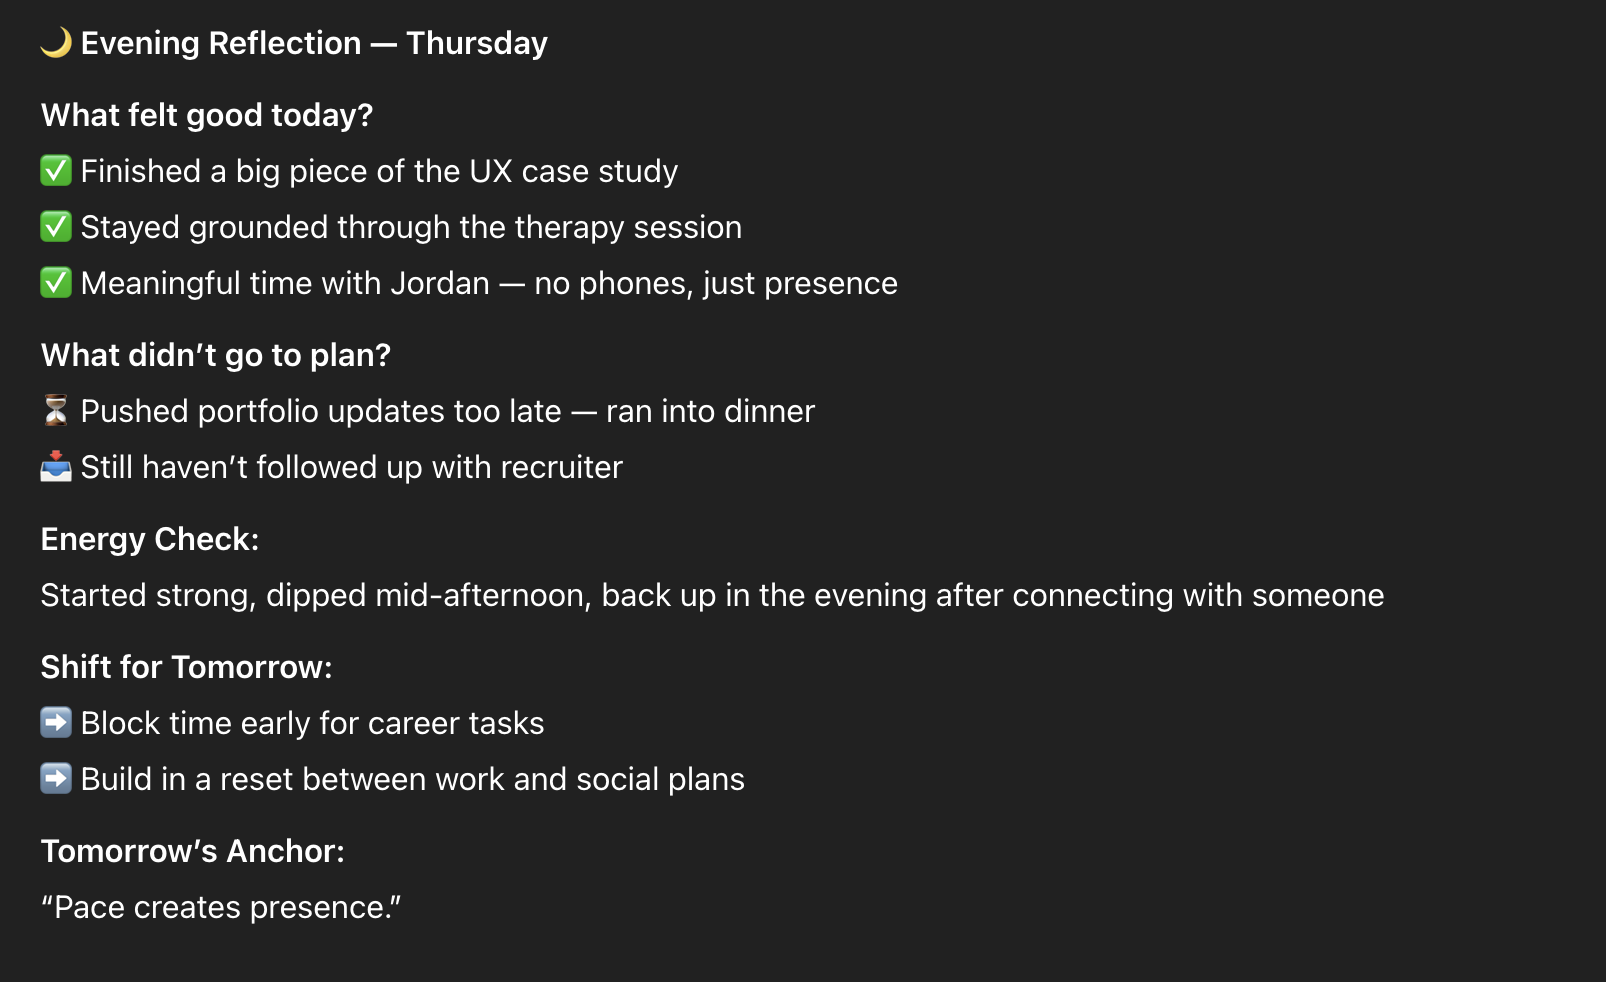 🌙 Evening Reflection — Thursday
What felt good today?
✅ Finished a big piece of the UX case study
✅ Stayed grounded through the therapy session
✅ Meaningful time with Jordan — no phones, just presence
What didn’t go to plan?
⏳ Pushed portfolio updates too late — ran into dinner
📥 Still haven’t followed up with recruiter
Energy Check:
Started strong, dipped mid-afternoon, back up in the evening after connecting with someone
Shift for Tomorrow:
➡️ Block time early for career tasks
➡️ Build in a reset between work and social plans
Tomorrow’s Anchor:
“Pace creates presence.”